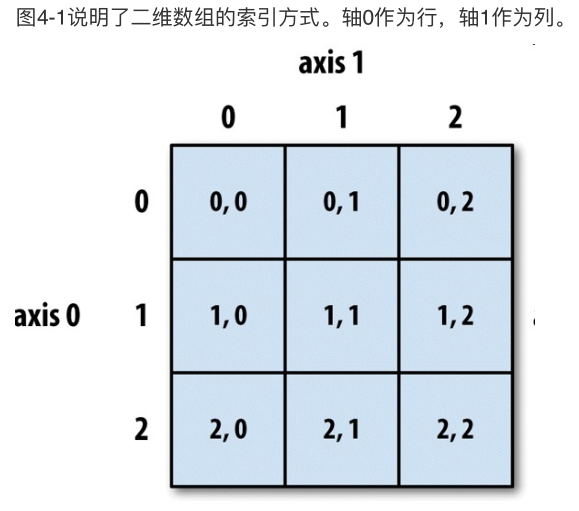 图4-1说明了二维数组的索引方式。轴0作为行，轴1作为列。
axis 1
0 1 2
0 0, 0 0, 1 0, 2
axis 0 1 1, 0 1, 1 1, 2
2 2, 0 2, 1 2, 2